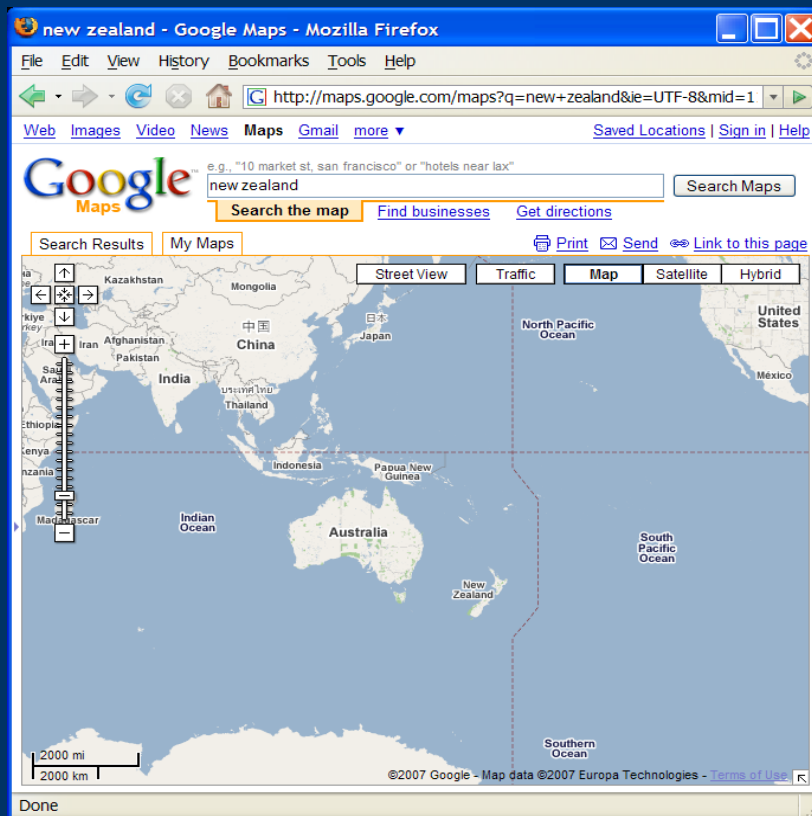 new zealand - Google Maps - Mozilla Firefox
File Edit View History Bookmarks Tools Help
G http://maps.google.com/maps?q=new+zealand&ie=UTF-8&mid=1
Web Images Video News Maps Gmail more ▼ Saved Locations | Sign in | Help
Google Maps
e.g., "10 market st, san francisco" or "hotels near lax"
new zealand Search Maps
Search the map Find businesses Get directions
Search Results My Maps Print Send Link to this page
Street View Traffic Map Satellite Hybrid
Kazakhstan
Mongolia
中国
China
日本
Japan
North Pacific
Ocean
United
States
México
Iran
Afghanistan
Pakistan
India
ประเทศไทย
Thailand
Indonesia
Papua New
Guinea
Madagascar
Indian
Ocean
Australia
New
Zealand
South
Pacific
Ocean
Southern
Ocean
2000 mi
2000 km
©2007 Google - Map data ©2007 Europa Technologies - Terms of Use
Done